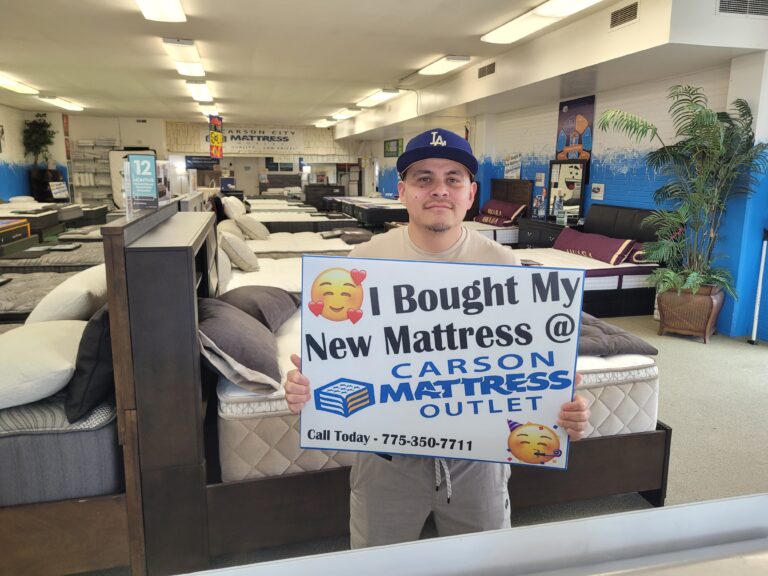 CARSON CITY
MATTRESS
12
LA
I Bought My
New Mattress @
CARSON
MATTRESS
OUTLET
Call Today - 775-350-7711